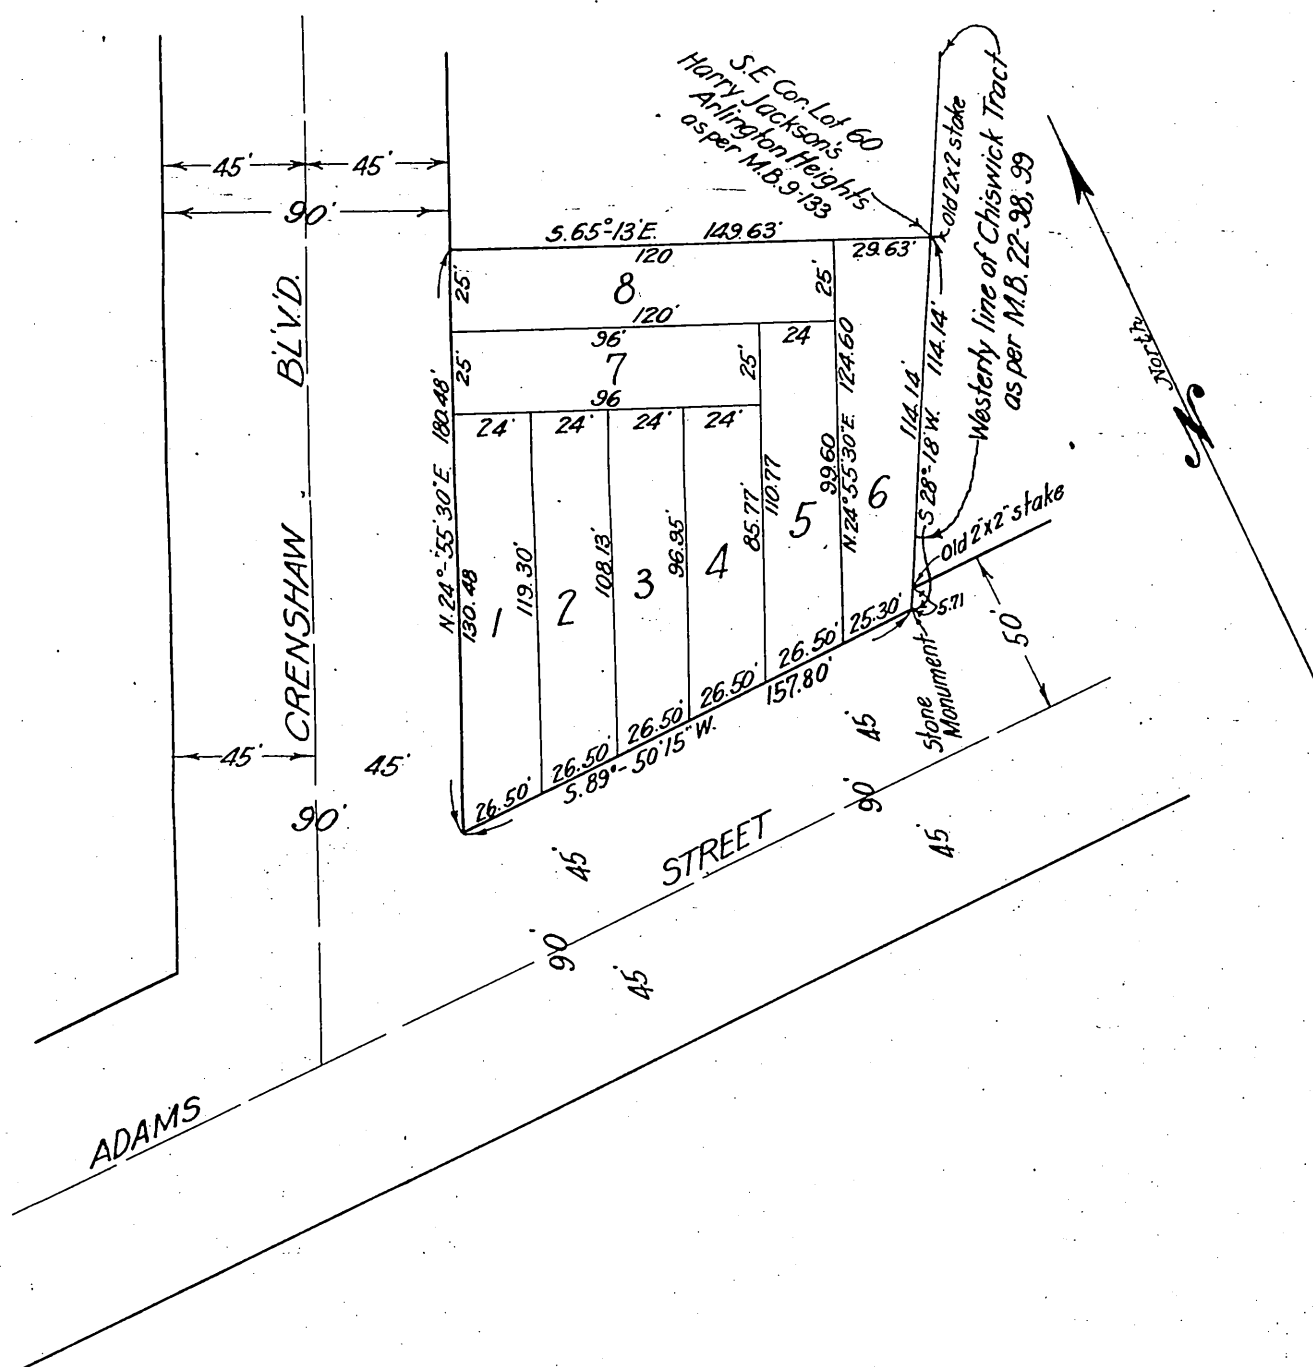 S.E Cor. Lot 60
Harry Jackson's
Arlington Heights
as per M.B. 9-133
Old 2x2 stake
Westerly line of Chiswick Tract
as per M.B. 22-98, 99
North
N
45'
45'
90'
S.65°-13'E. 149.63'
120
29.63'
25'
8
25'
120'
96'
24
25'
7
25'
96
24'
24'
24'
24'
N.24°-55'30"E. 180.48'
130.48
1
119.30'
2
108.13'
3
96.95'
4
85.77'
110.77
5
99.60
N.24°55'30"E. 124.60
6
114.14'
S 28°-18'W. 114.14'
Old 2"x2" stake
5.71
Stone
Monument
50'
26.50'
26.50'
26.50'
26.50'
26.50'
25.30'
S.89°-50'15"W.
157.80'
CRENSHAW BLV'D.
45'
45'
90'
45'
90'
45'
45'
90'
45'
ADAMS STREET